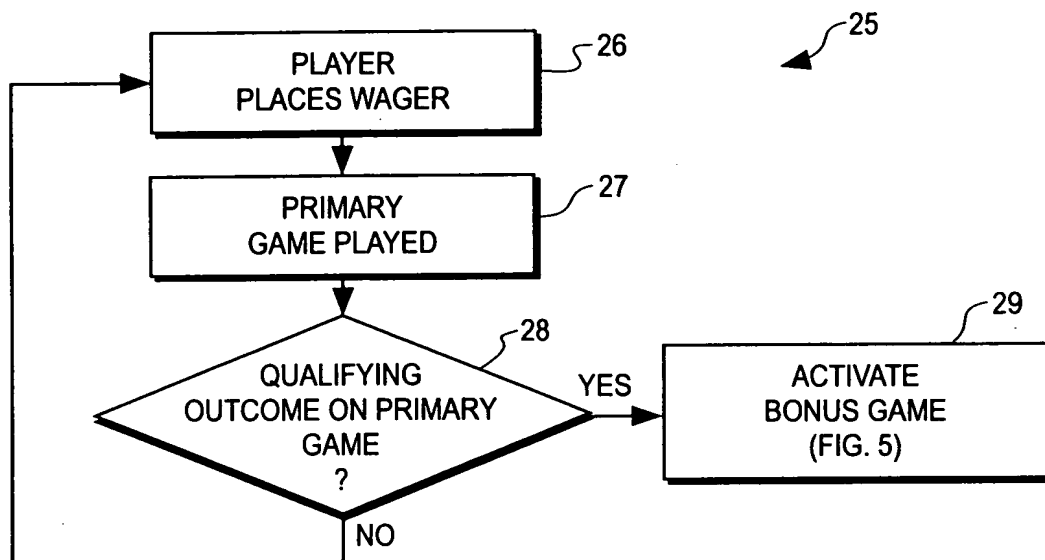 25
26
PLAYER
PLACES WAGER
27
PRIMARY
GAME PLAYED
28
QUALIFYING
OUTCOME ON PRIMARY
GAME
?
YES
29
ACTIVATE
BONUS GAME
(FIG. 5)
NO